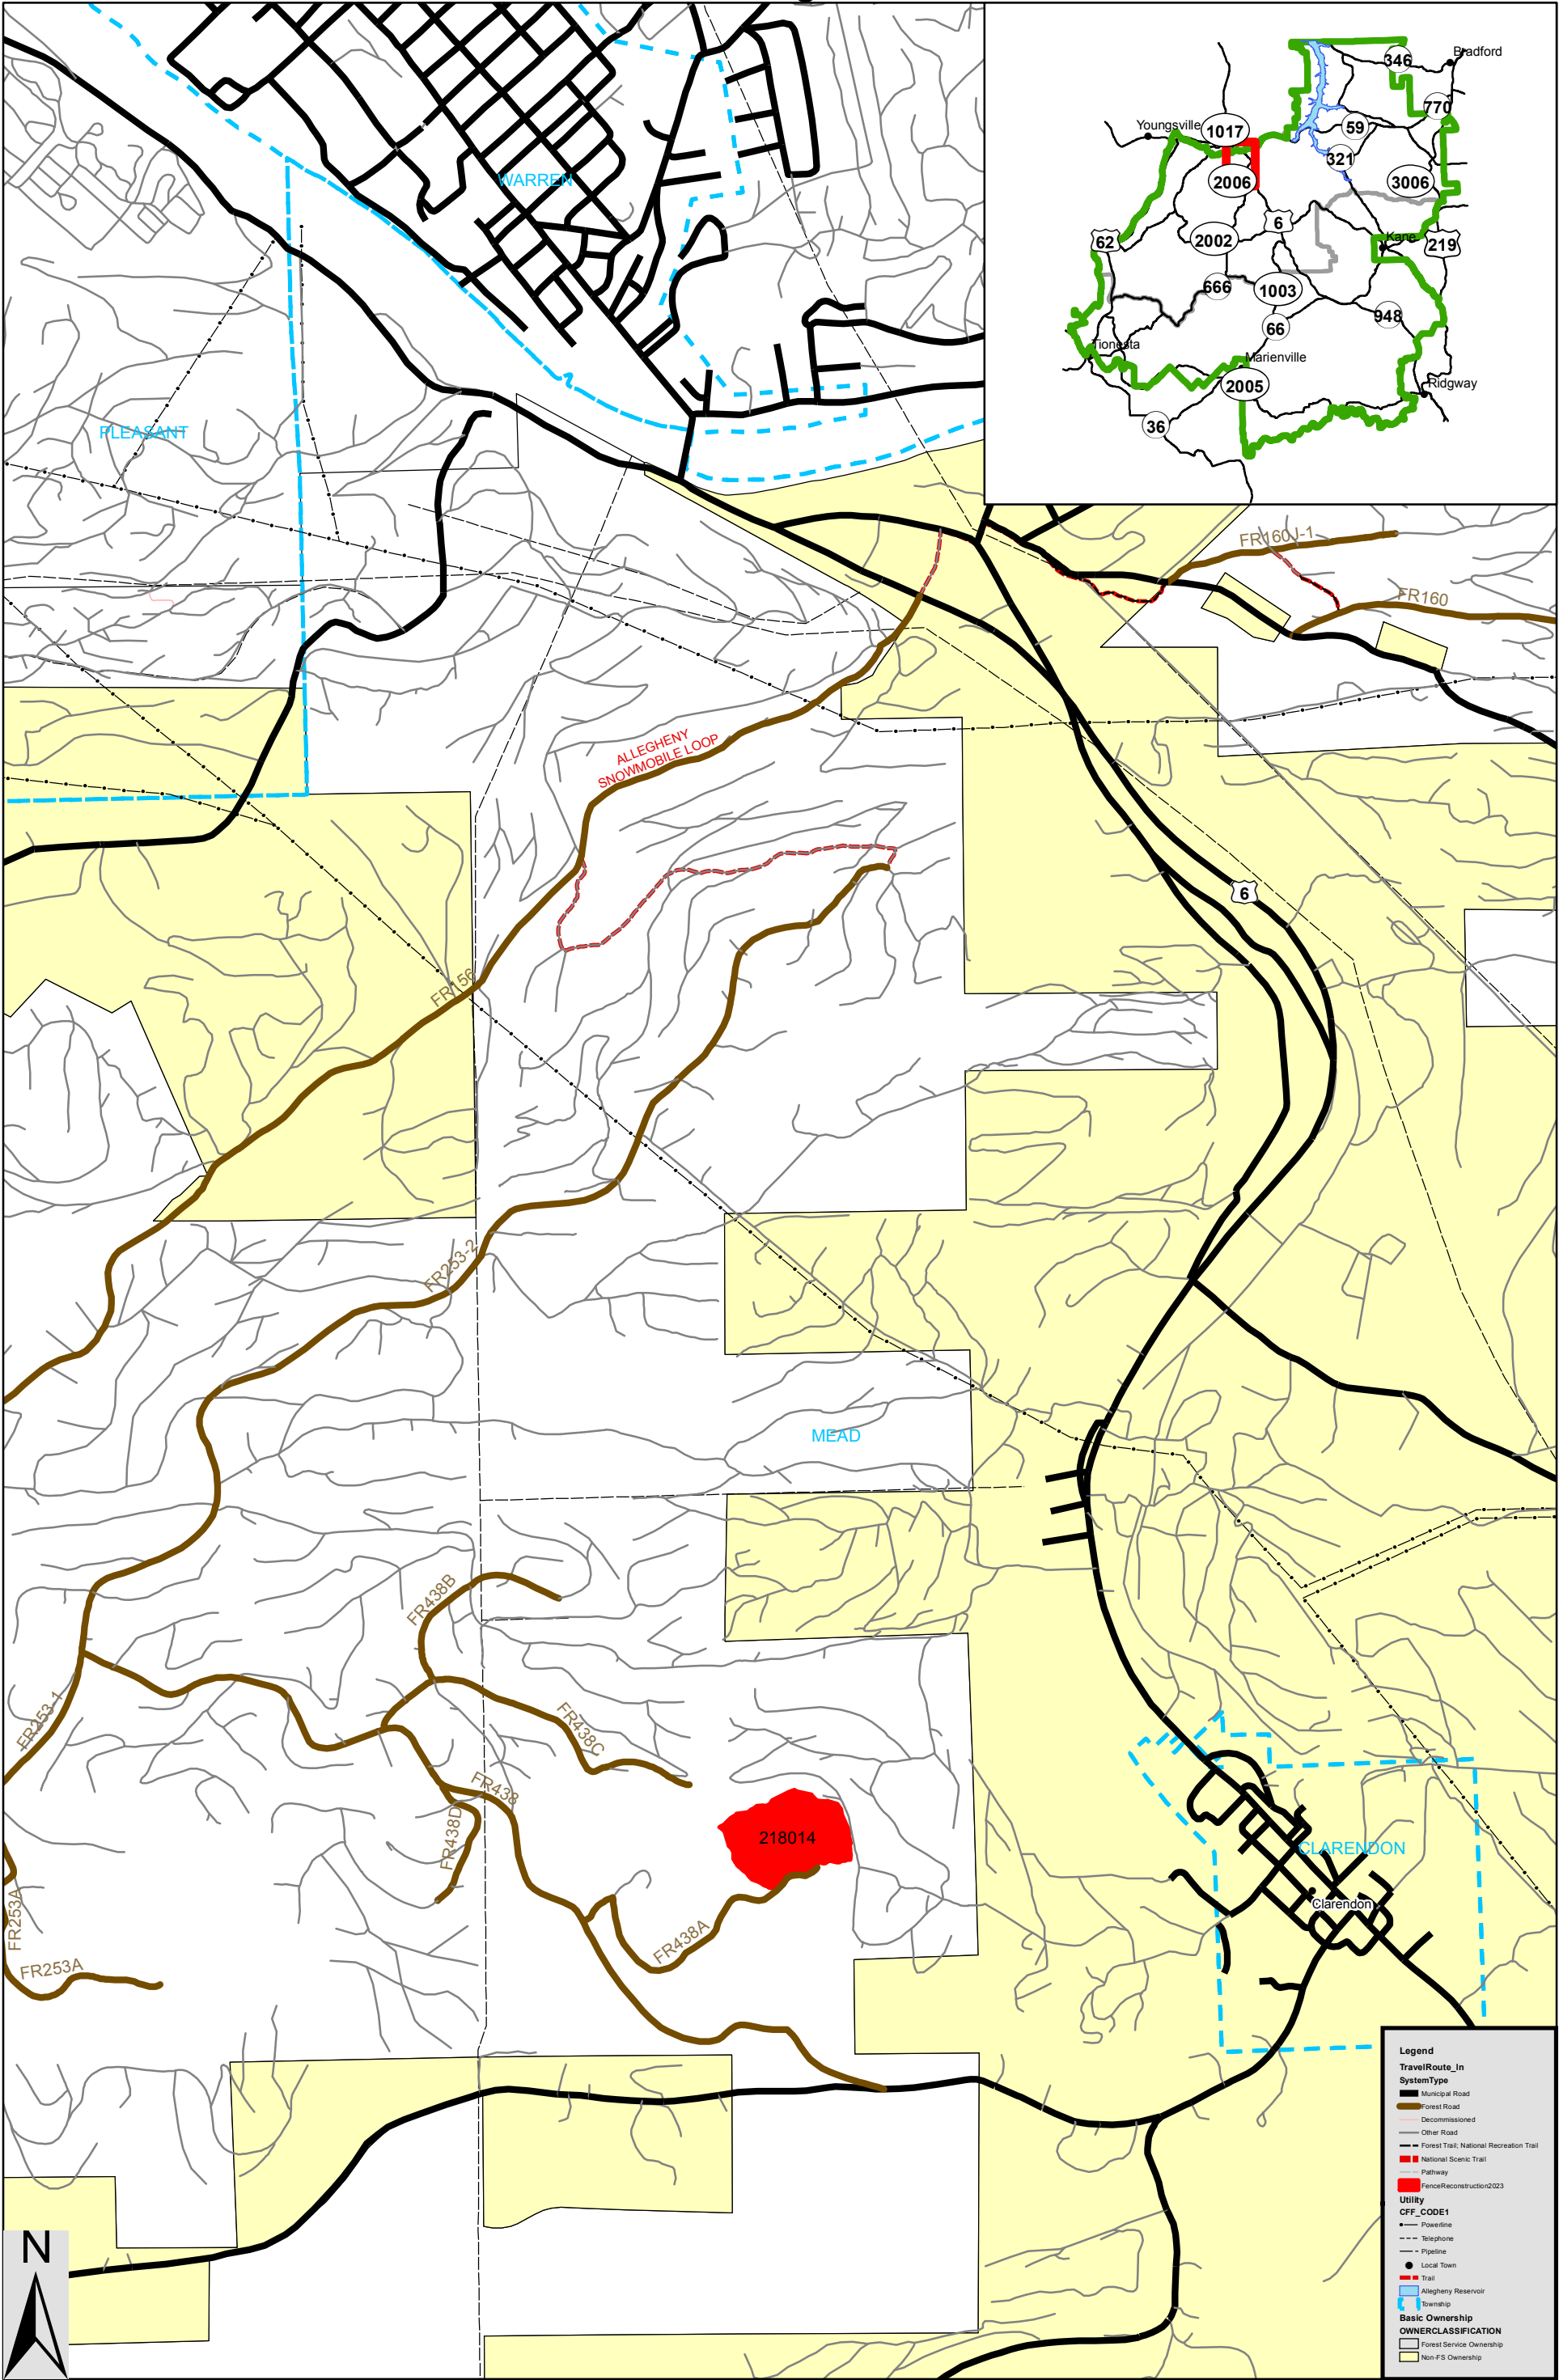 WARREN
PLEASANT
Bradford
346
770
Youngsville
1017
59
321
2006
3006
6
62
2002
Kane
219
666
1003
948
66
Tionesta
Marienville
2005
Ridgway
36
FR160J-1
FR160
ALLEGHENY
SNOWMOBILE LOOP
6
FR156
FR253-2
MEAD
FR438B
FR253-1
FR438C
FR438
FR438D
218014
CLARENDON
Clarendon
FR253A
FR438A
FR253A
N
Legend
TravelRoute_ln
SystemType
Municipal Road
Forest Road
Decommissioned
Other Road
Forest Trail; National Recreation Trail
National Scenic Trail
Pathway
FenceReconstruction2023
Utility
CFF_CODE1
Powerline
Telephone
Pipeline
Local Town
Trail
Allegheny Reservoir
Township
Basic Ownership
OWNERCLASSIFICATION
Forest Service Ownership
Non-FS Ownership